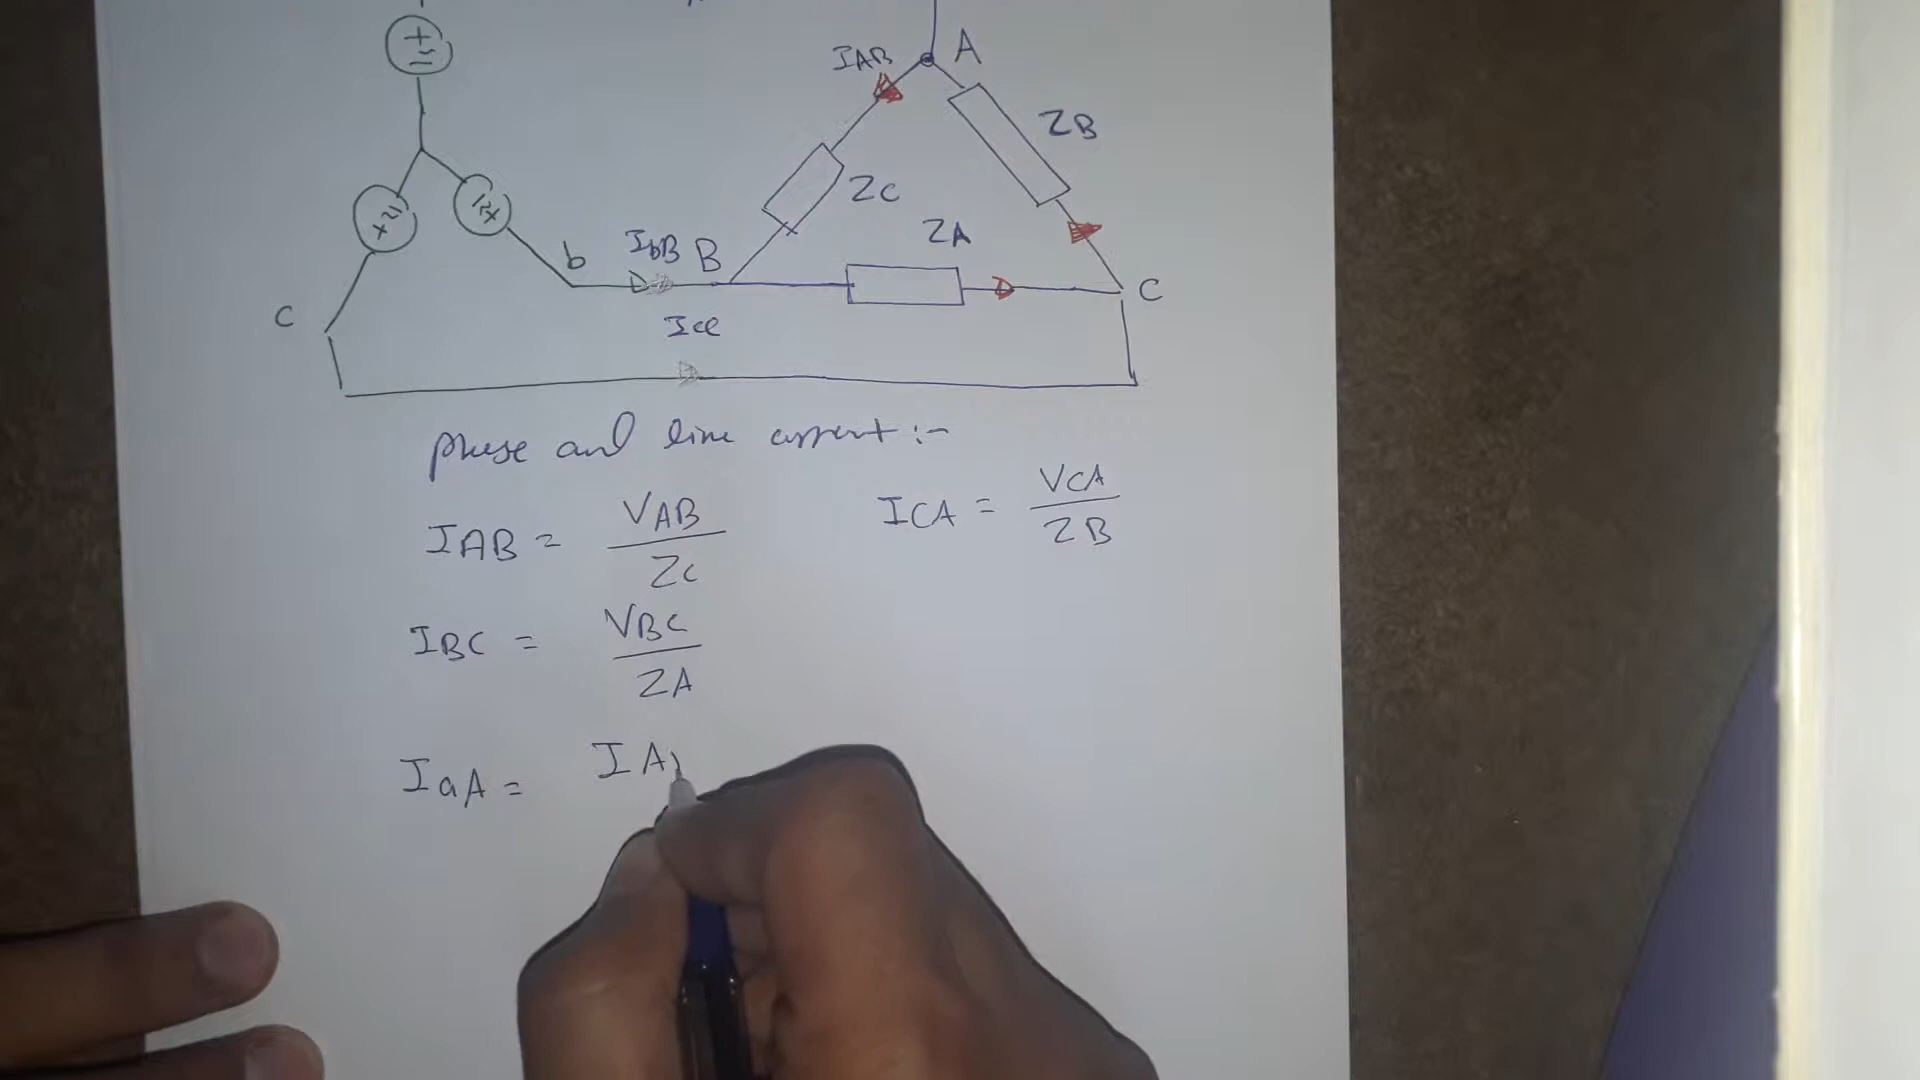 IAB A
ZB
ZC
ZA
b IbB B
C C
Icc
phase and line current :-
IAB = VAB / ZC
ICA = VCA / ZB
IBC = VBC / ZA
IaA = IA